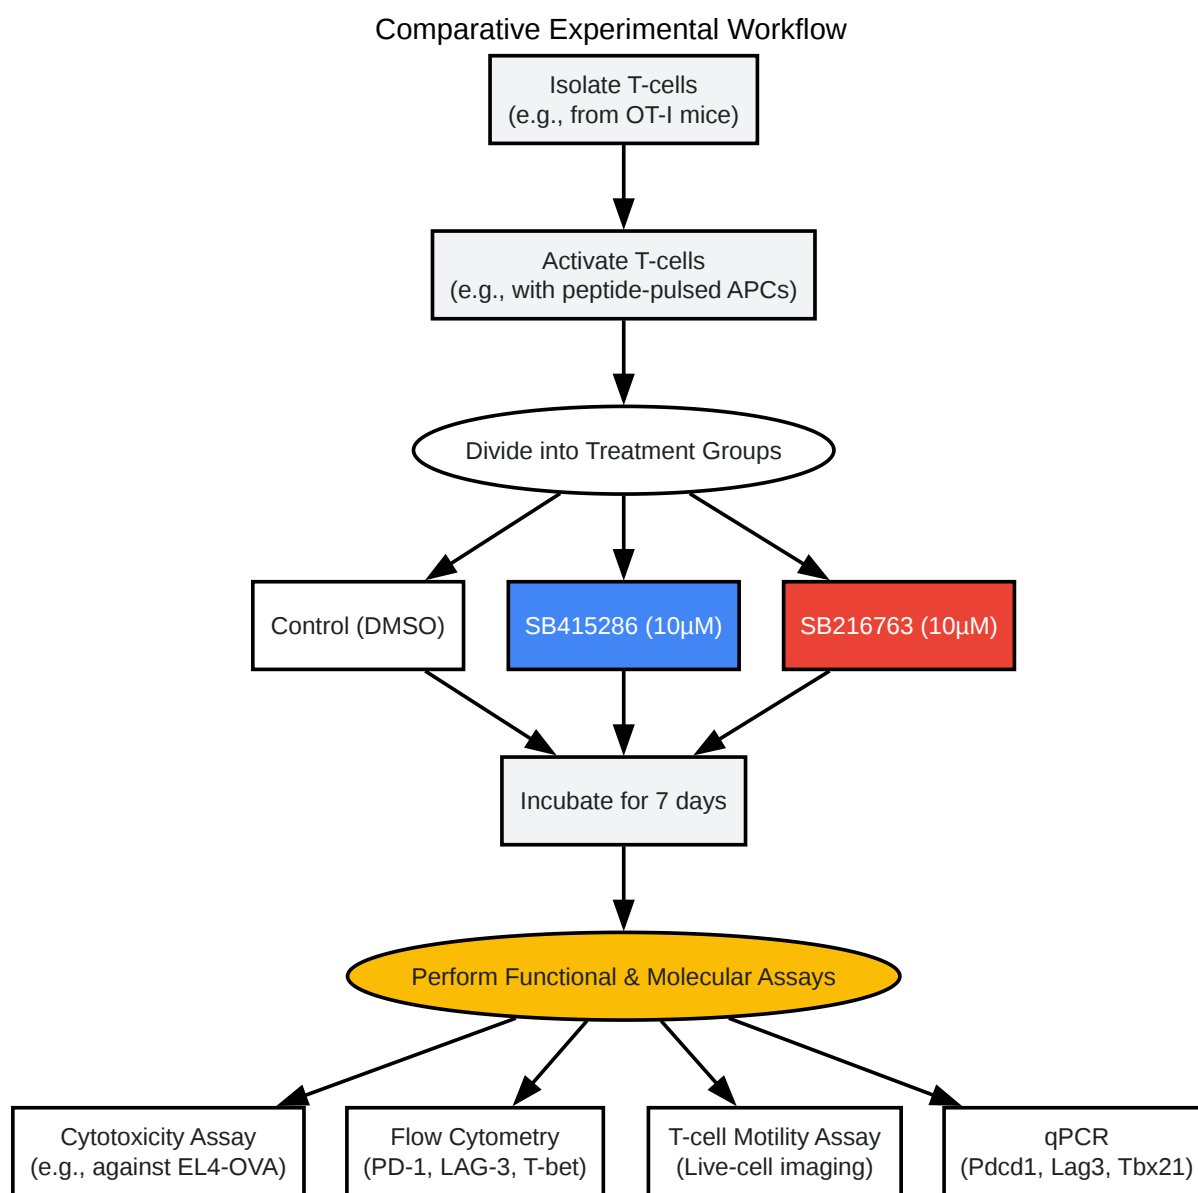 Comparative Experimental Workflow
Isolate T-cells
(e.g., from OT-I mice)
Activate T-cells
(e.g., with peptide-pulsed APCs)
Divide into Treatment Groups
Control (DMSO)
SB415286 (10µM)
SB216763 (10µM)
Incubate for 7 days
Perform Functional & Molecular Assays
Cytotoxicity Assay
(e.g., against EL4-OVA)
Flow Cytometry
(PD-1, LAG-3, T-bet)
T-cell Motility Assay
(Live-cell imaging)
qPCR
(Pdcd1, Lag3, Tbx21)